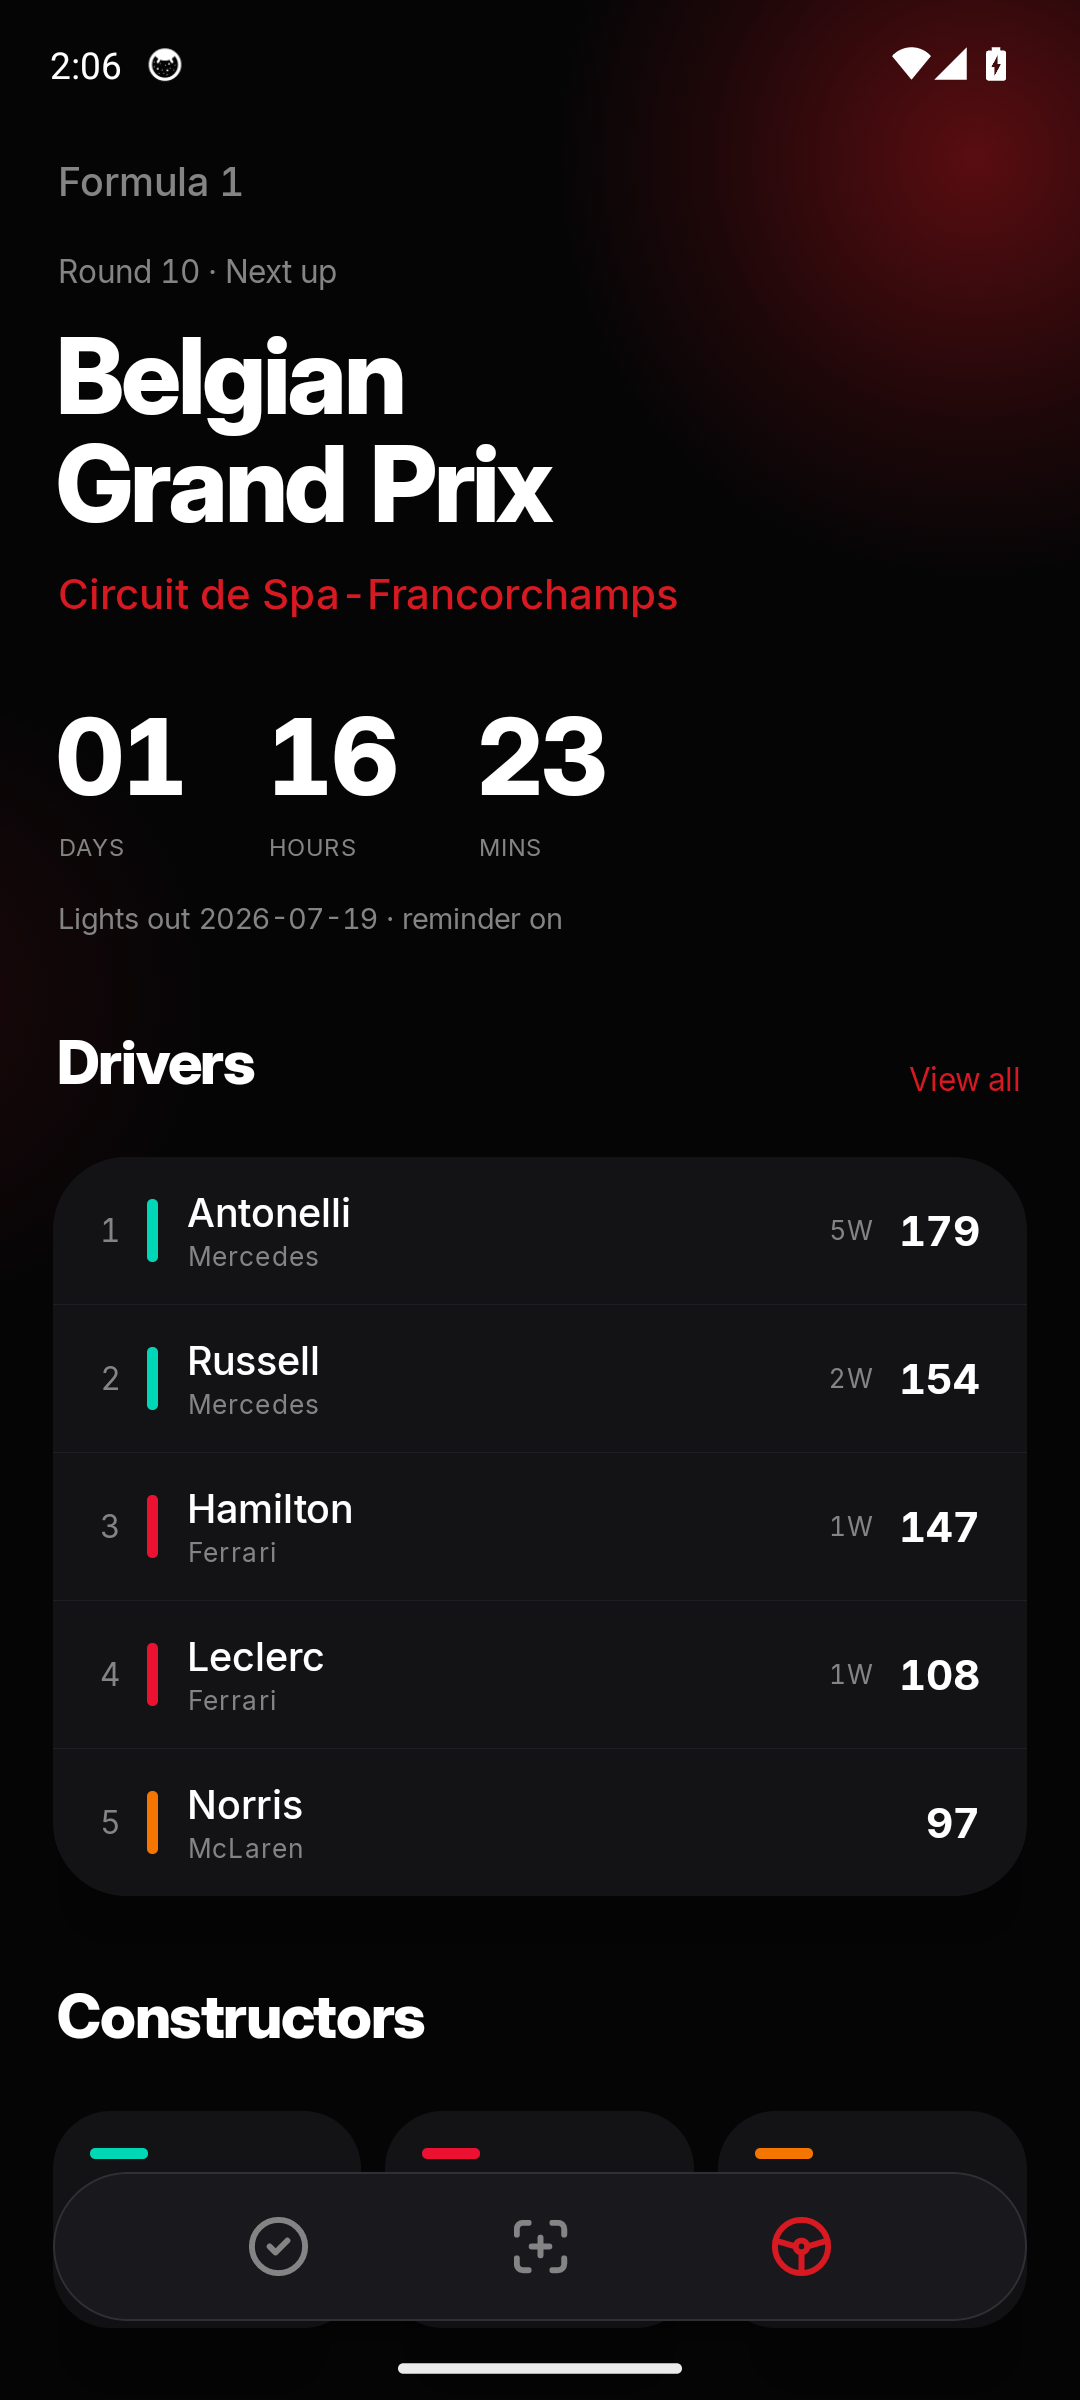 2:06
Formula 1
Round 10 · Next up
Belgian
Grand Prix
Circuit de Spa-Francorchamps
01 16 23
DAYS HOURS MINS
Lights out 2026-07-19 · reminder on
Drivers
View all
1 Antonelli 5W 179
Mercedes
2 Russell 2W 154
Mercedes
3 Hamilton 1W 147
Ferrari
4 Leclerc 1W 108
Ferrari
5 Norris 97
McLaren
Constructors